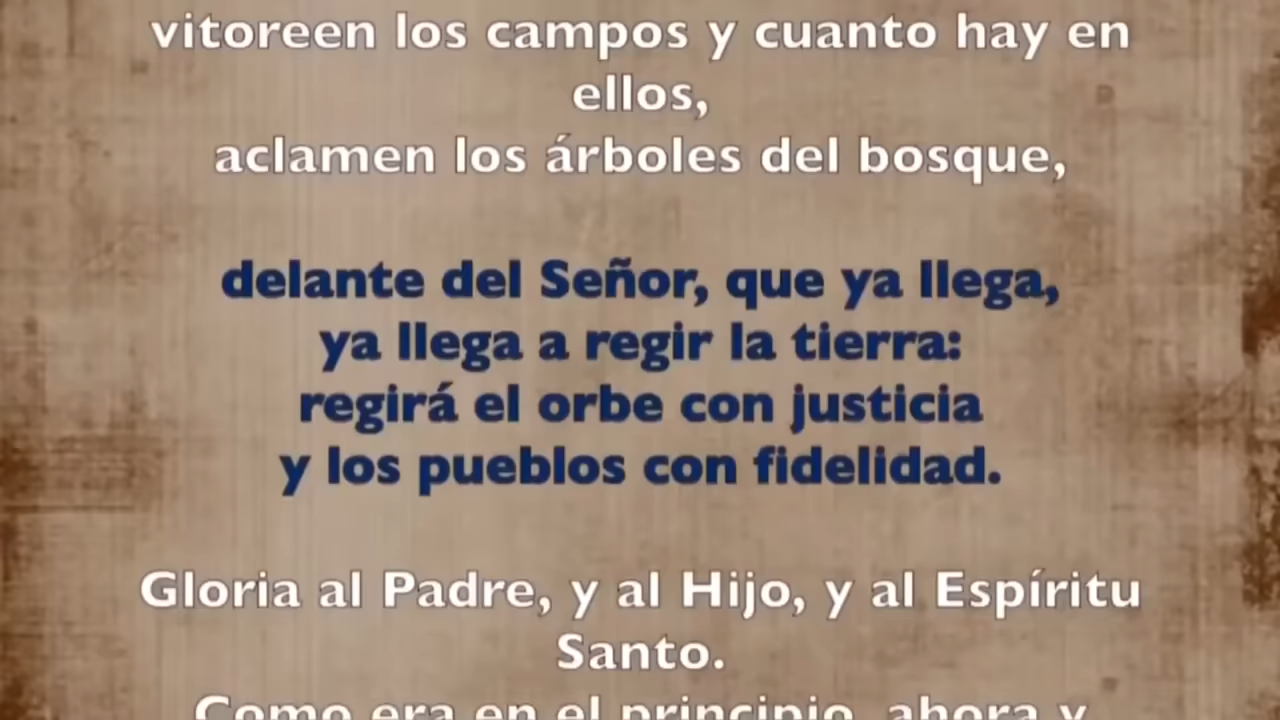 vitoreen los campos y cuanto hay en
ellos,
aclamen los árboles del bosque,
delante del Señor, que ya llega,
ya llega a regir la tierra:
regirá el orbe con justicia
y los pueblos con fidelidad.
Gloria al Padre, y al Hijo, y al Espíritu
Santo.
Como era en el principio, ahora y